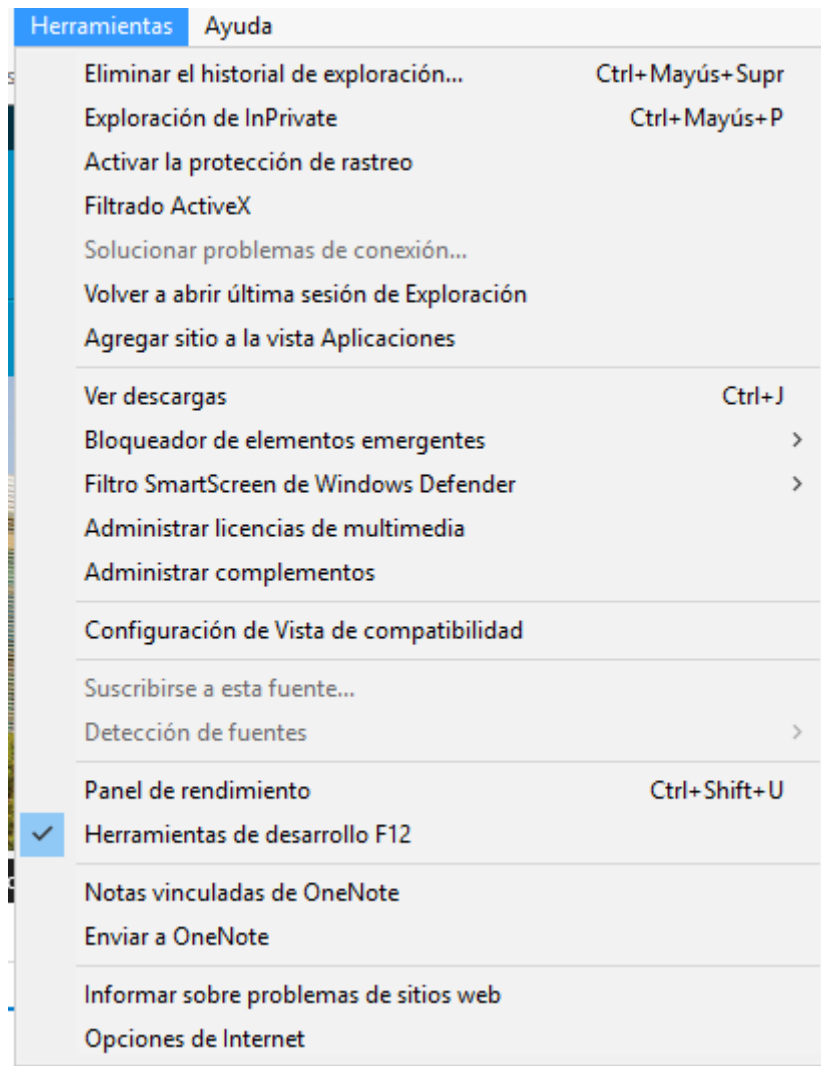 Herramientas Ayuda
Eliminar el historial de exploración... Ctrl+Mayús+Supr
Exploración de InPrivate Ctrl+Mayús+P
Activar la protección de rastreo
Filtrado ActiveX
Solucionar problemas de conexión...
Volver a abrir última sesión de Exploración
Agregar sitio a la vista Aplicaciones
Ver descargas Ctrl+J
Bloqueador de elementos emergentes
Filtro SmartScreen de Windows Defender
Administrar licencias de multimedia
Administrar complementos
Configuración de Vista de compatibilidad
Suscribirse a esta fuente...
Detección de fuentes
Panel de rendimiento Ctrl+Shift+U
Herramientas de desarrollo F12
Notas vinculadas de OneNote
Enviar a OneNote
Informar sobre problemas de sitios web
Opciones de Internet